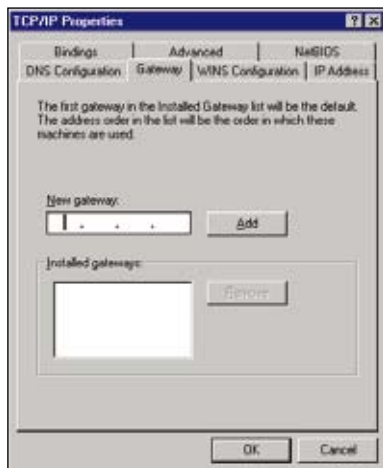 TCP/IP Properties
? X
Bindings Advanced NetBIOS
DNS Configuration Gateway WINS Configuration IP Address
The first gateway in the Installed Gateway list will be the default.
The address order in the list will be the order in which these
machines are used.
New gateway:
. . .
Add
Installed gateways:
Remove
OK Cancel